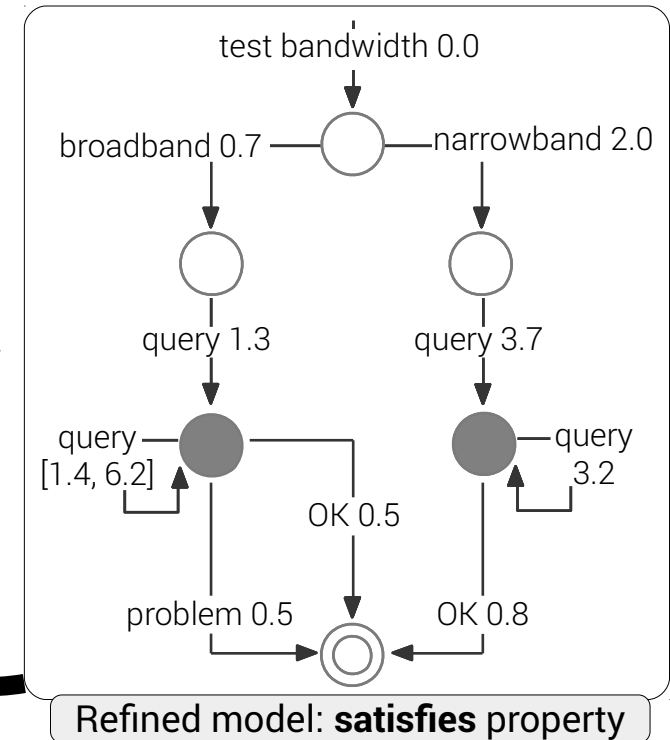 test bandwidth 0.0
broadband 0.7
narrowband 2.0
query 1.3
query 3.7
query
[1.4, 6.2]
query
3.2
OK 0.5
problem 0.5
OK 0.8
Refined model: satisfies property